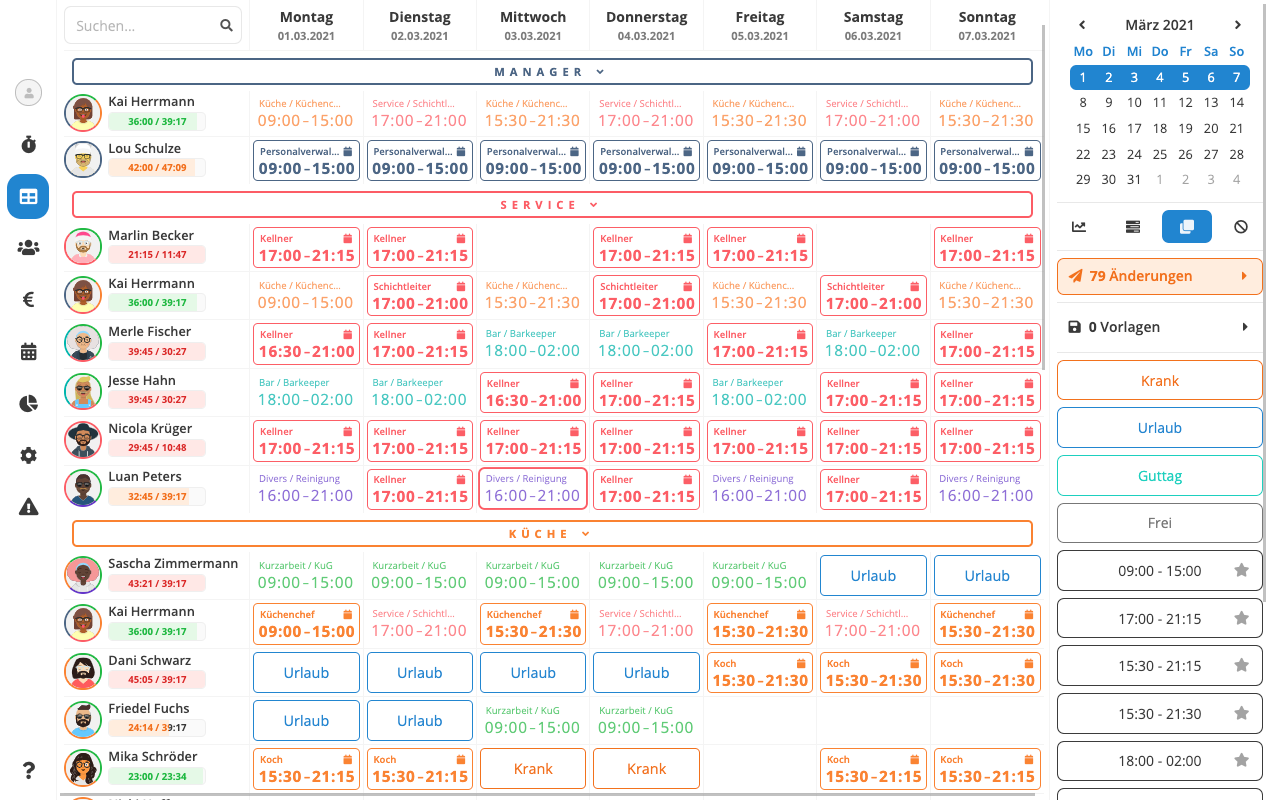 Suchen...
Montag Dienstag Mittwoch Donnerstag Freitag Samstag Sonntag
01.03.2021 02.03.2021 03.03.2021 04.03.2021 05.03.2021 06.03.2021 07.03.2021
MANAGER
Kai Herrmann
36:00 / 39:17
Küche / Küchenc... Service / Schichtl... Küche / Küchenc... Service / Schichtl... Küche / Küchenc... Service / Schichtl... Küche / Küchenc...
09:00–15:00 17:00–21:00 15:30–21:30 17:00–21:00 15:30–21:30 17:00–21:00 15:30–21:30
Lou Schulze
42:00 / 47:09
Personalverwal... Personalverwal... Personalverwal... Personalverwal... Personalverwal... Personalverwal... Personalverwal...
09:00–15:00 09:00–15:00 09:00–15:00 09:00–15:00 09:00–15:00 09:00–15:00 09:00–15:00
SERVICE
Marlin Becker
21:15 / 11:47
Kellner Kellner Kellner Kellner Kellner
17:00–21:15 17:00–21:15 17:00–21:15 17:00–21:15 17:00–21:15
Kai Herrmann
36:00 / 39:17
Küche / Küchenc... Schichtleiter Küche / Küchenc... Schichtleiter Küche / Küchenc... Schichtleiter Küche / Küchenc...
09:00–15:00 17:00–21:00 15:30–21:30 17:00–21:00 15:30–21:30 17:00–21:00 15:30–21:30
Merle Fischer
39:45 / 30:27
Kellner Kellner Bar / Barkeeper Bar / Barkeeper Kellner Bar / Barkeeper Kellner
16:30–21:00 17:00–21:15 18:00–02:00 18:00–02:00 17:00–21:15 18:00–02:00 17:00–21:15
Jesse Hahn
39:45 / 30:27
Bar / Barkeeper Bar / Barkeeper Kellner Kellner Bar / Barkeeper Kellner Kellner
18:00–02:00 18:00–02:00 16:30–21:00 17:00–21:15 18:00–02:00 17:00–21:15 17:00–21:15
Nicola Krüger
29:45 / 10:48
Kellner Kellner Kellner Kellner Kellner Kellner Kellner
17:00–21:15 17:00–21:15 17:00–21:15 17:00–21:15 17:00–21:15 17:00–21:15 17:00–21:15
Luan Peters
32:45 / 39:17
Divers / Reinigung Kellner Divers / Reinigung Kellner Divers / Reinigung Kellner Divers / Reinigung
16:00–21:00 17:00–21:15 16:00–21:00 17:00–21:15 16:00–21:00 17:00–21:15 16:00–21:00
KÜCHE
Sascha Zimmermann
43:21 / 39:17
Kurzarbeit / KuG Kurzarbeit / KuG Kurzarbeit / KuG Kurzarbeit / KuG Kurzarbeit / KuG Urlaub Urlaub
09:00–15:00 09:00–15:00 09:00–15:00 09:00–15:00 09:00–15:00
Kai Herrmann
36:00 / 39:17
Küchenchef Service / Schichtl... Küchenchef Service / Schichtl... Küchenchef Service / Schichtl... Küchenchef
09:00–15:00 17:00–21:00 15:30–21:30 17:00–21:00 15:30–21:30 17:00–21:00 15:30–21:30
Dani Schwarz
45:05 / 39:17
Urlaub Urlaub Urlaub Urlaub Koch Koch Koch
15:30–21:30 15:30–21:30 15:30–21:30
Friedel Fuchs
24:14 / 39:17
Urlaub Urlaub Kurzarbeit / KuG Kurzarbeit / KuG
09:00–15:00 09:00–15:00
Mika Schröder
23:00 / 23:34
Koch Koch Krank Krank Koch Koch
15:30–21:15 15:30–21:15 15:30–21:15 15:30–21:15
März 2021
Mo Di Mi Do Fr Sa So
1 2 3 4 5 6 7
8 9 10 11 12 13 14
15 16 17 18 19 20 21
22 23 24 25 26 27 28
29 30 31 1 2 3 4
79 Änderungen
0 Vorlagen
Krank
Urlaub
Guttag
Frei
09:00 - 15:00
17:00 - 21:15
15:30 - 21:15
15:30 - 21:30
18:00 - 02:00